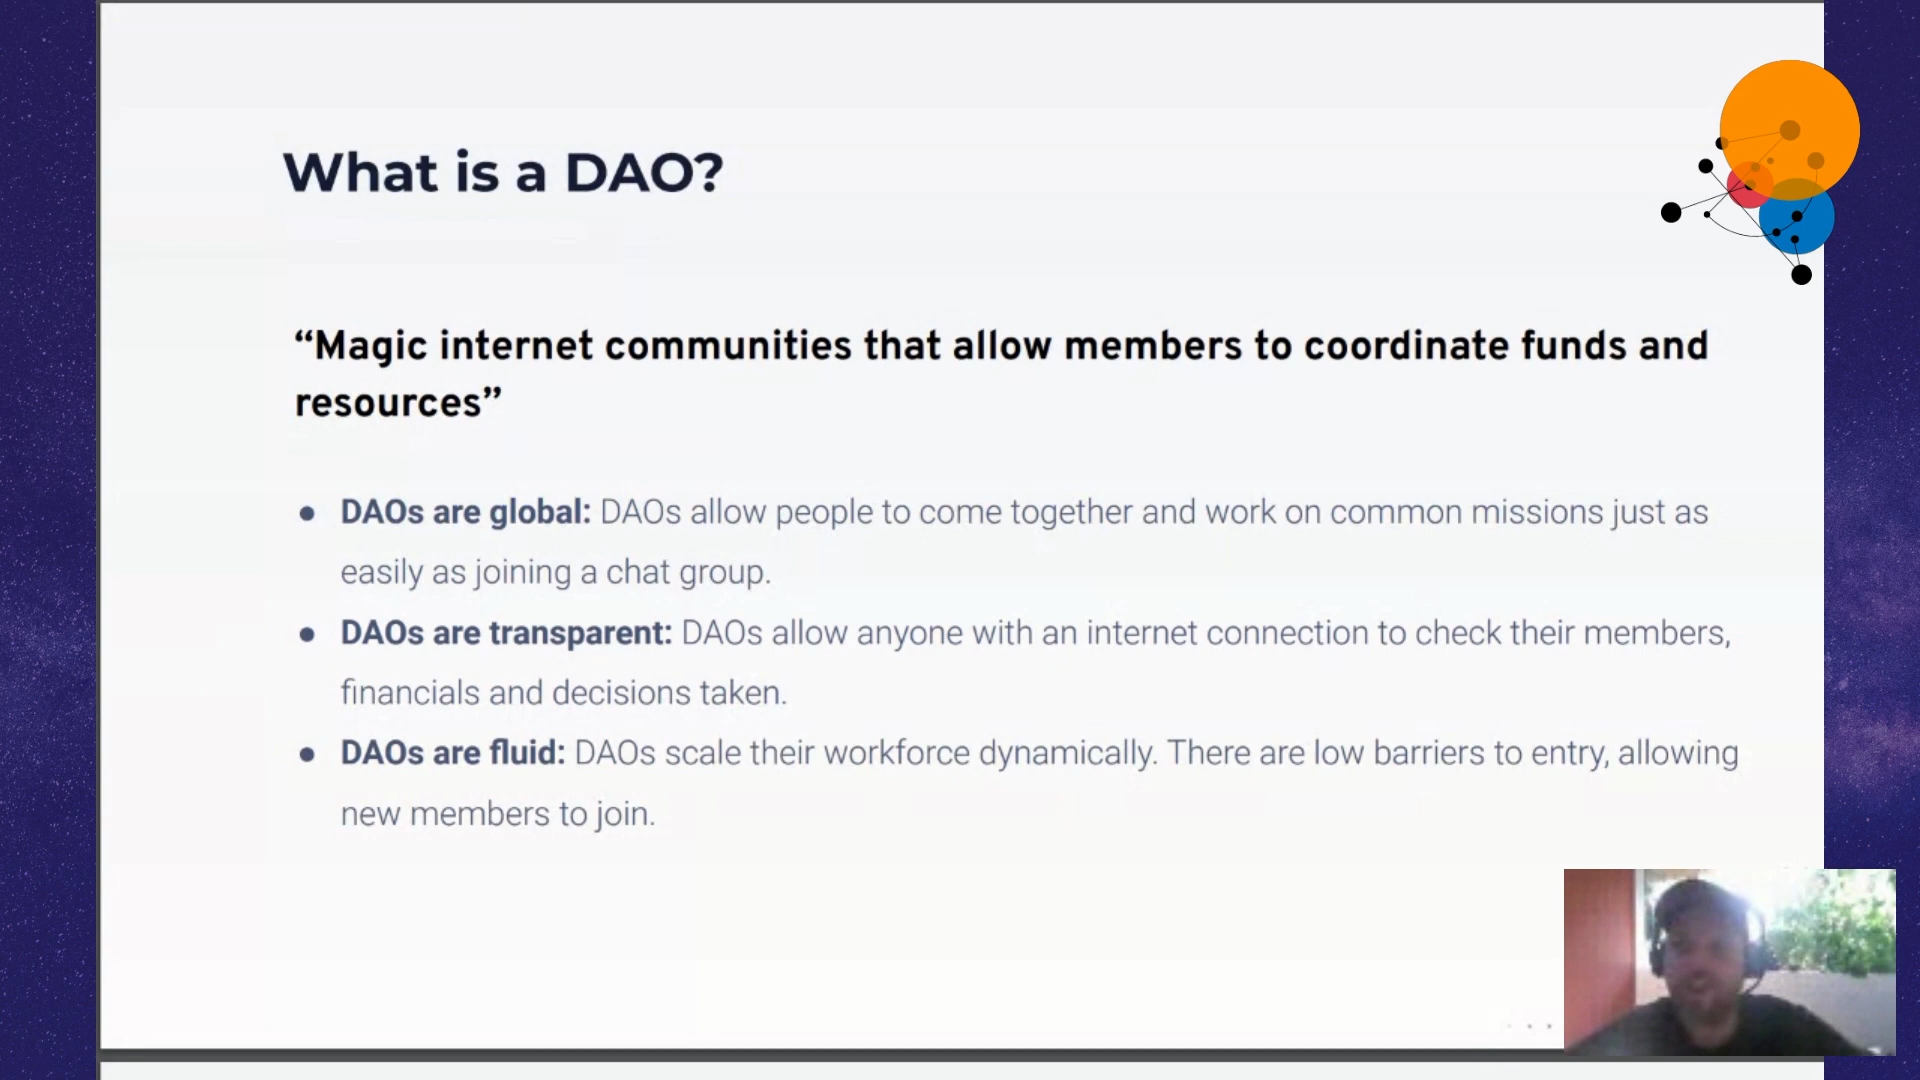 What is a DAO?
“Magic internet communities that allow members to coordinate funds and
resources”
● DAOs are global: DAOs allow people to come together and work on common missions just as
easily as joining a chat group.
● DAOs are transparent: DAOs allow anyone with an internet connection to check their members,
financials and decisions taken.
● DAOs are fluid: DAOs scale their workforce dynamically. There are low barriers to entry, allowing
new members to join.